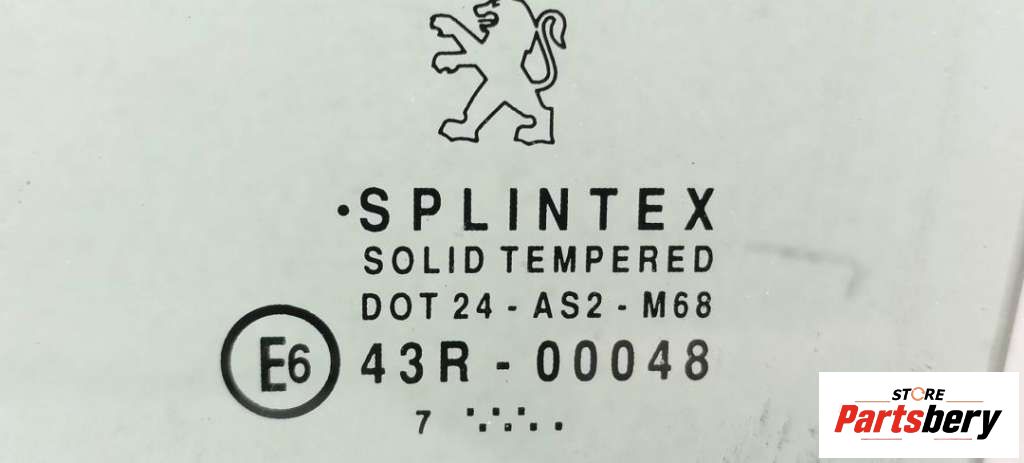 ·SPLINTEX
SOLID TEMPERED
DOT 24 - AS2 - M68
E6 43R - 00048
7
STORE
Partsbery